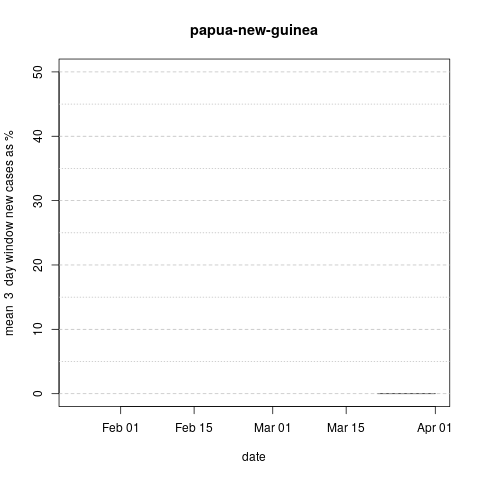 papua-new-guinea
mean  3  day window new cases as %
50
40
30
20
10
0
Feb 01
Feb 15
Mar 01
Mar 15
Apr 01
date